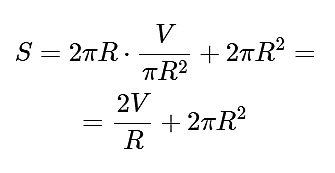 S = 2πR · V/(πR²) + 2πR² =
= 2V/R + 2πR²